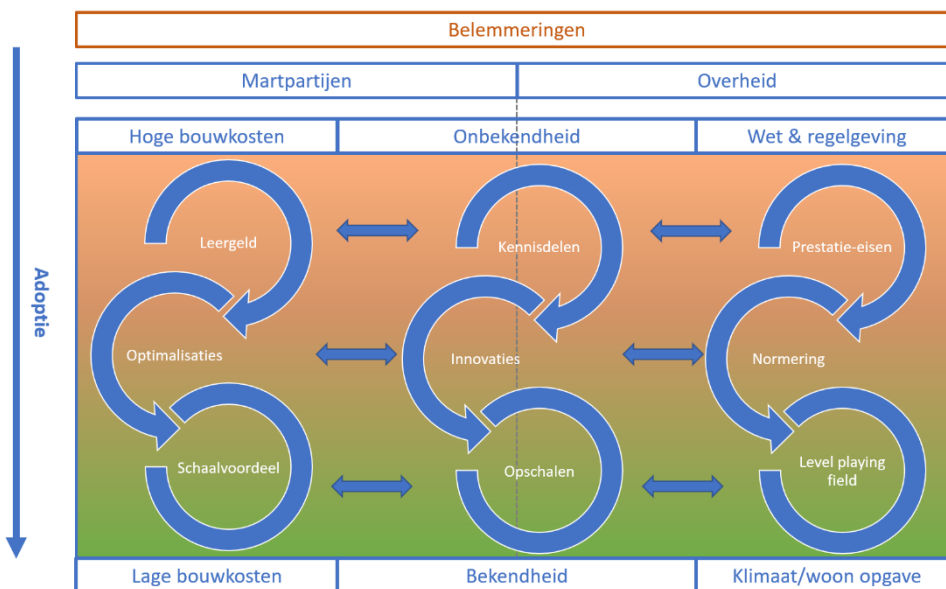 Belemmeringen
Martpartijen
Overheid
Hoge bouwkosten
Onbekendheid
Wet & regelgeving
Adoptie
Leergeld
Kennisdelen
Prestatie-eisen
Optimalisaties
Innovaties
Normering
Schaalvoordeel
Opschalen
Level playing
field
Lage bouwkosten
Bekendheid
Klimaat/woon opgave